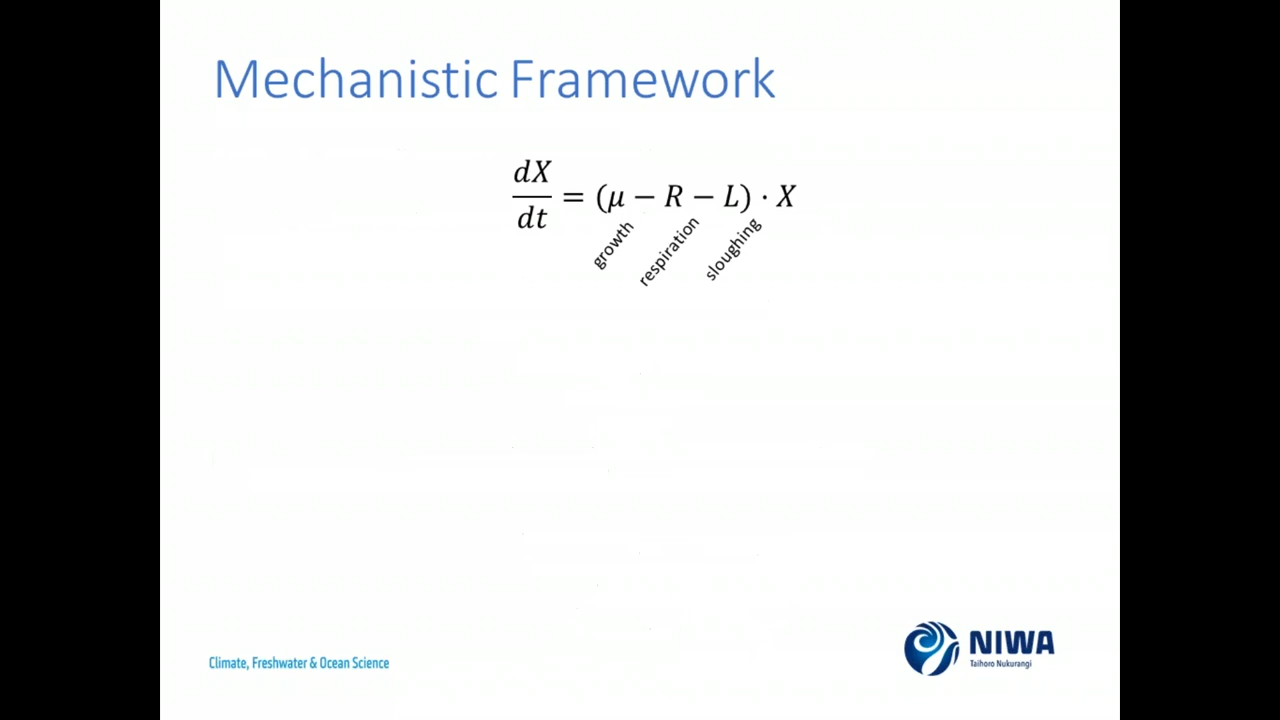 Mechanistic Framework
dX/dt = (μ − R − L) · X
growth
respiration
sloughing
Climate, Freshwater & Ocean Science
NIWA
Taihoro Nukurangi